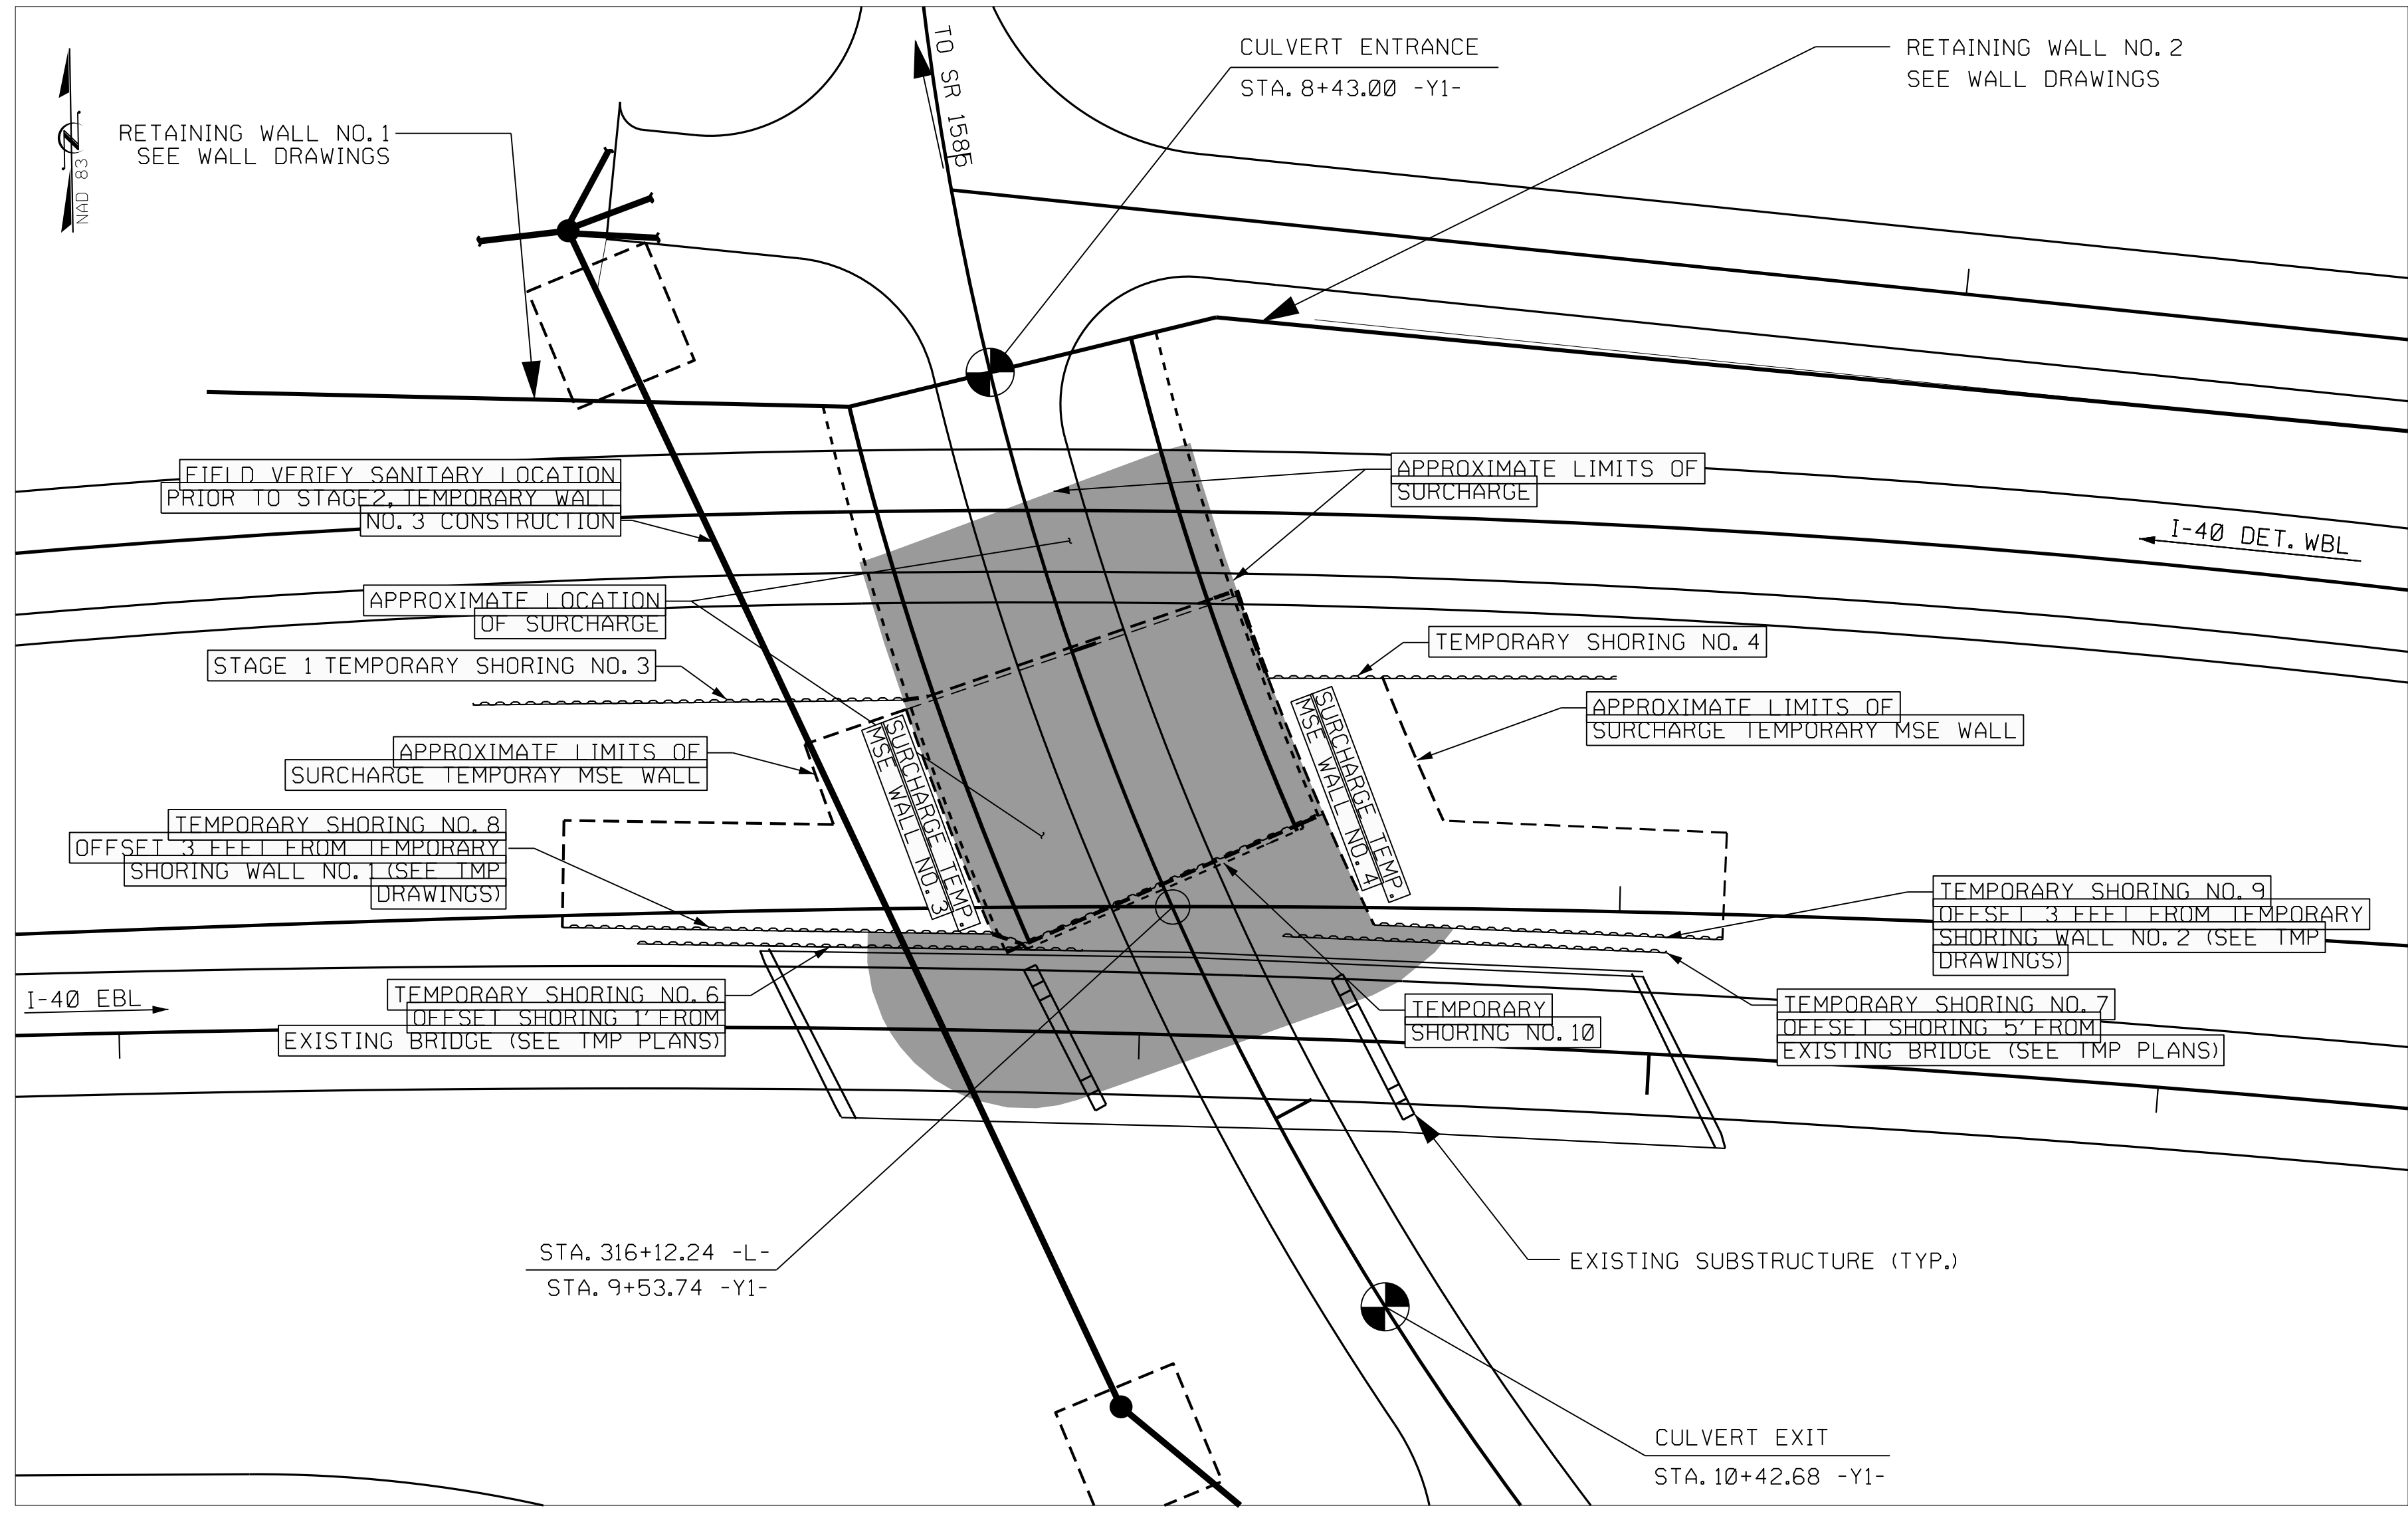 TO SR 1585
CULVERT ENTRANCE
STA. 8+43.00 -Y1-
RETAINING WALL NO. 2
SEE WALL DRAWINGS
NAD 83
RETAINING WALL NO. 1
SEE WALL DRAWINGS
FIELD VERIFY SANITARY LOCATION
PRIOR TO STAGE2, TEMPORARY WALL
NO. 3 CONSTRUCTION
APPROXIMATE LIMITS OF
SURCHARGE
I-40 DET. WBL
APPROXIMATE LOCATION
OF SURCHARGE
STAGE 1 TEMPORARY SHORING NO. 3
TEMPORARY SHORING NO. 4
APPROXIMATE LIMITS OF
SURCHARGE TEMPORARY MSE WALL
APPROXIMATE LIMITS OF
SURCHARGE TEMPORAY MSE WALL
SURCHARGE TEMP.
MSE WALL NO. 3
SURCHARGE TEMP.
MSE WALL NO. 4
TEMPORARY SHORING NO. 8
OFFSET 3 FEET FROM TEMPORARY
SHORING WALL NO. 1 (SEE TMP
DRAWINGS)
TEMPORARY SHORING NO. 9
OFFSET 3 FEET FROM TEMPORARY
SHORING WALL NO. 2 (SEE TMP
DRAWINGS)
I-40 EBL
TEMPORARY SHORING NO. 6
OFFSET SHORING 1' FROM
EXISTING BRIDGE (SEE TMP PLANS)
TEMPORARY
SHORING NO. 10
TEMPORARY SHORING NO. 7
OFFSET SHORING 5' FROM
EXISTING BRIDGE (SEE TMP PLANS)
STA. 316+12.24 -L-
STA. 9+53.74 -Y1-
EXISTING SUBSTRUCTURE (TYP.)
CULVERT EXIT
STA. 10+42.68 -Y1-